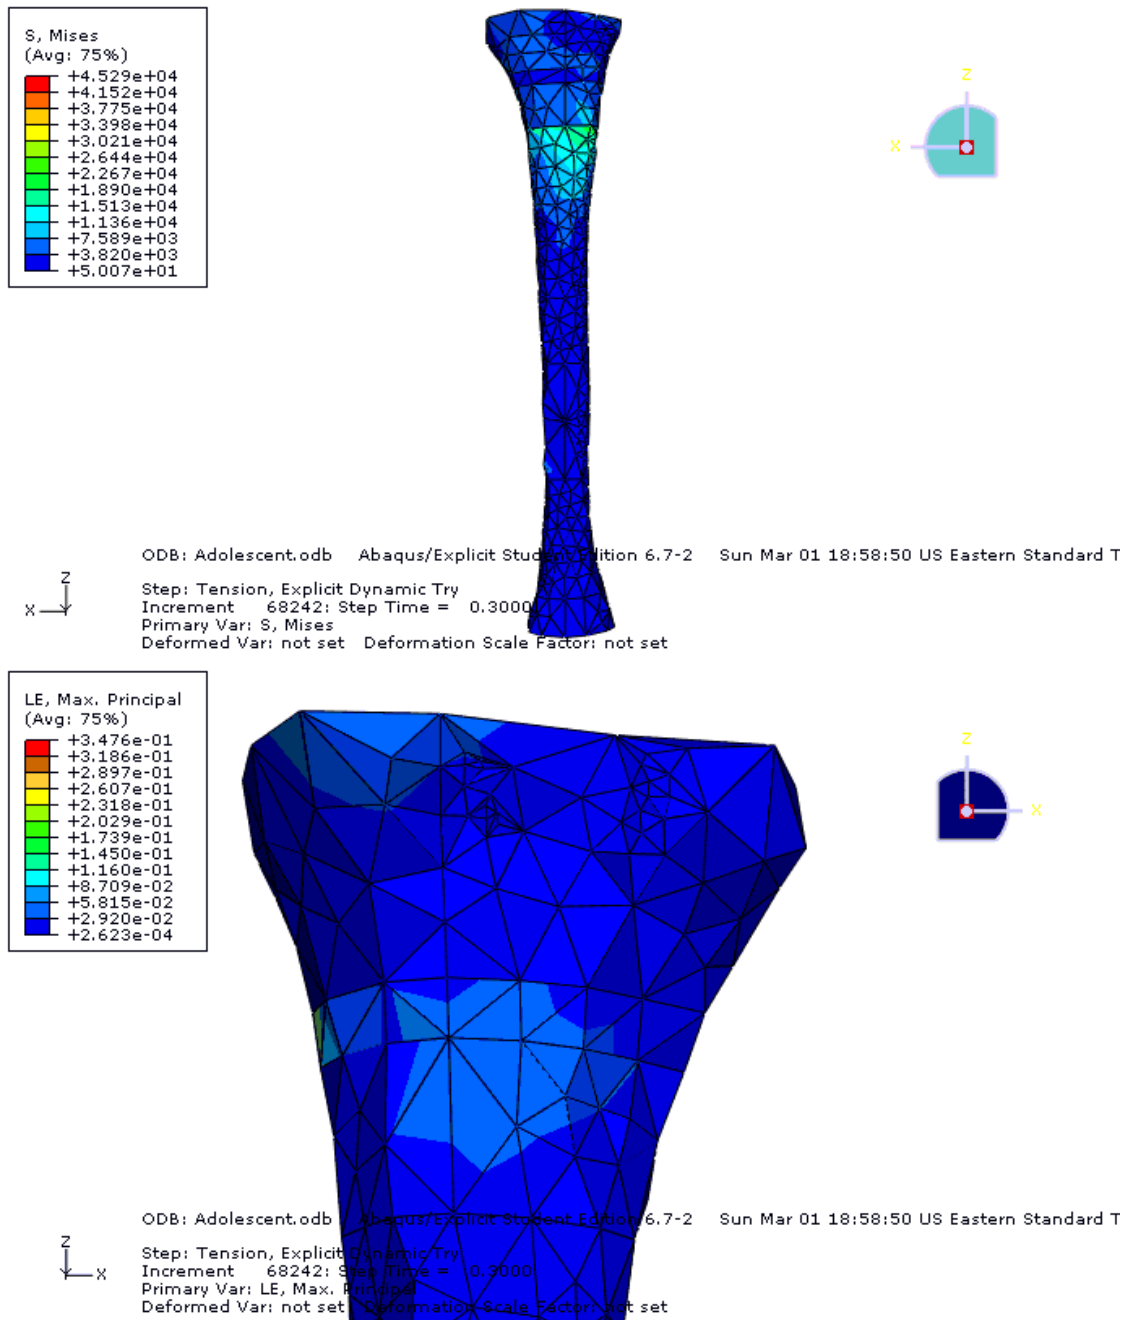 S, Mises
(Avg: 75%)
+4.529e+04
+4.152e+04
+3.775e+04
+3.398e+04
+3.021e+04
+2.644e+04
+2.267e+04
+1.890e+04
+1.513e+04
+1.136e+04
+7.589e+03
+3.820e+03
+5.007e+01
Z
X
ODB: Adolescent.odb Abaqus/Explicit Student Edition 6.7-2 Sun Mar 01 18:58:50 US Eastern Standard T
Z
X
Step: Tension, Explicit Dynamic Try
Increment 68242: Step Time = 0.3000
Primary Var: S, Mises
Deformed Var: not set Deformation Scale Factor: not set
LE, Max. Principal
(Avg: 75%)
+3.476e-01
+3.186e-01
+2.897e-01
+2.607e-01
+2.318e-01
+2.029e-01
+1.739e-01
+1.450e-01
+1.160e-01
+8.709e-02
+5.815e-02
+2.920e-02
+2.623e-04
Z
X
ODB: Adolescent.odb Abaqus/Explicit Student Edition 6.7-2 Sun Mar 01 18:58:50 US Eastern Standard T
Z
X
Step: Tension, Explicit Dynamic Try
Increment 68242: Step Time = 0.3000
Primary Var: LE, Max. Principal
Deformed Var: not set Deformation Scale Factor: not set